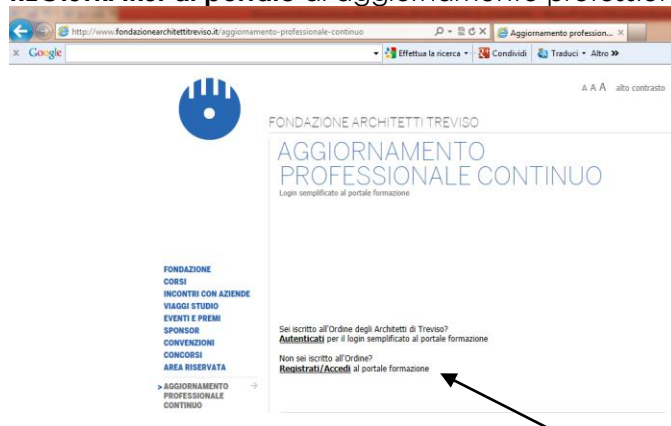 al portale di aggiornamento
http://www.fondazionearchitettitreviso.it/aggiornamento-professionale-continuo
Aggiornamento profession... ×
x Google
Effettua la ricerca
Condividi
Traduci
Altro »
A A A alto contrasto
FONDAZIONE ARCHITETTI TREVISO
AGGIORNAMENTO
PROFESSIONALE CONTINUO
Login semplificato al portale formazione
FONDAZIONE
CORSI
INCONTRI CON AZIENDE
VIAGGI STUDIO
EVENTI E PREMI
SPONSOR
CONVENZIONI
CONCORSI
AREA RISERVATA
> AGGIORNAMENTO
PROFESSIONALE
CONTINUO
Sei iscritto all'Ordine degli Architetti di Treviso?
Autenticati per il login semplificato al portale formazione
Non sei iscritto all'Ordine?
Registrati/Accedi al portale formazione